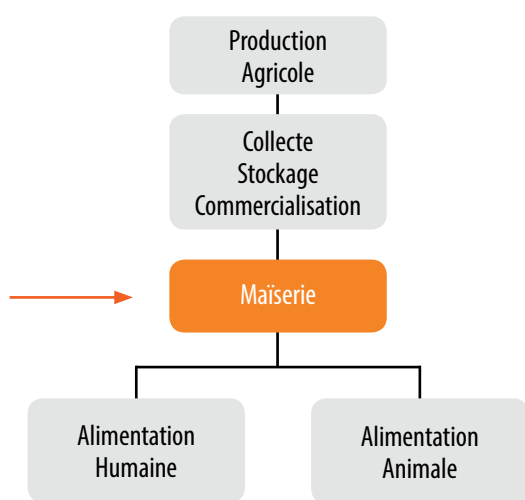 Production
Agricole
Collecte
Stockage
Commercialisation
Maïserie
Alimentation
Humaine
Alimentation
Animale